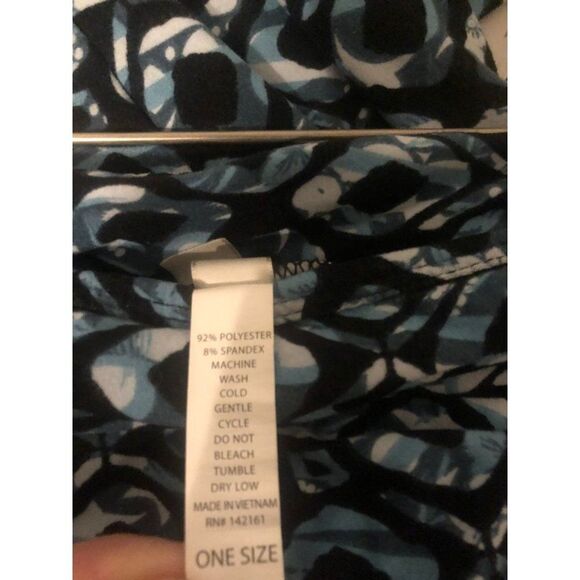 92% POLYESTER
8% SPANDEX
MACHINE
WASH
COLD
GENTLE
CYCLE
DO NOT
BLEACH
TUMBLE
DRY LOW
MADE IN VIETNAM
RN# 142161
ONE SIZE